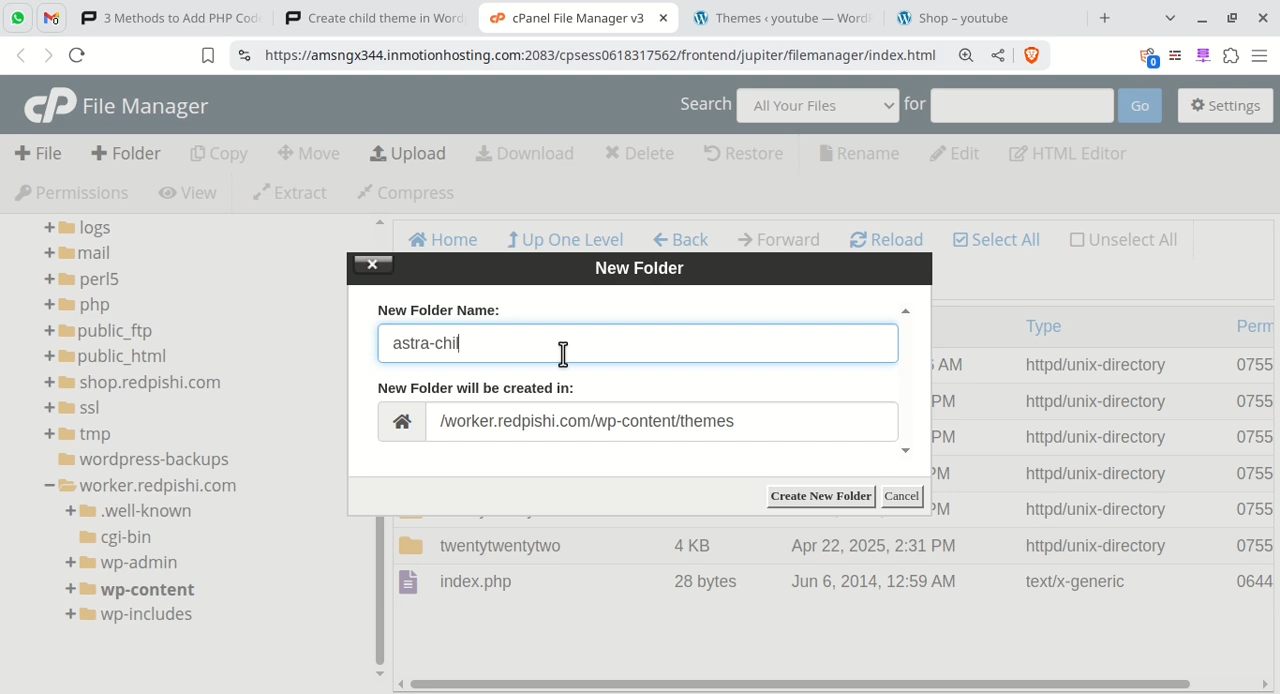 3 Methods to Add PHP Cod
Create child theme in Word
cPanel File Manager v3
Themes ‹ youtube — Word
Shop – youtube
https://amsngx344.inmotionhosting.com:2083/cpsess0618317562/frontend/jupiter/filemanager/index.html
0
cP File Manager
Search
All Your Files
for
Go
Settings
File
Folder
Copy
Move
Upload
Download
Delete
Restore
Rename
Edit
HTML Editor
Permissions
View
Extract
Compress
logs
mail
perl5
php
public_ftp
public_html
shop.redpishi.com
ssl
tmp
wordpress-backups
worker.redpishi.com
.well-known
cgi-bin
wp-admin
wp-content
wp-includes
Home
Up One Level
Back
Forward
Reload
Select All
Unselect All
New Folder
New Folder Name:
astra-chil
New Folder will be created in:
/worker.redpishi.com/wp-content/themes
Create New Folder
Cancel
Type
Perm
AM httpd/unix-directory 0755
PM httpd/unix-directory 0755
PM httpd/unix-directory 0755
PM httpd/unix-directory 0755
PM httpd/unix-directory 0755
twentytwentytwo 4 KB Apr 22, 2025, 2:31 PM httpd/unix-directory 0755
index.php 28 bytes Jun 6, 2014, 12:59 AM text/x-generic 0644